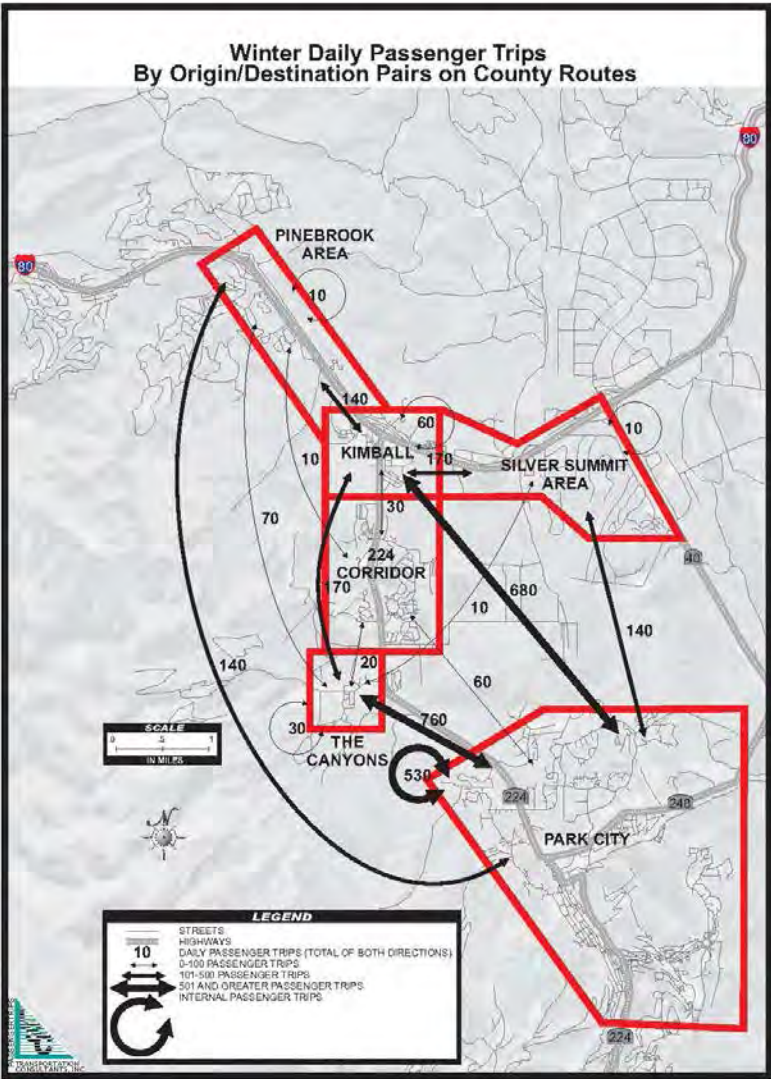 Winter Daily Passenger Trips
By Origin/Destination Pairs on County Routes
80
PINEBROOK
AREA
80
10
140
60
10
KIMBALL
170
10
SILVER SUMMIT
AREA
30
70
224
CORRIDOR
40
170
680
10
140
20
60
140
760
SCALE
0 .5 1
IN MILES
30
THE
CANYONS
530
224
248
N
PARK CITY
LEGEND
STREETS
HIGHWAYS
10 DAILY PASSENGER TRIPS (TOTAL OF BOTH DIRECTIONS)
0-100 PASSENGER TRIPS
101-500 PASSENGER TRIPS
501 AND GREATER PASSENGER TRIPS
INTERNAL PASSENGER TRIPS
224
TRANSPORTATION
CONSULTANTS, INC.